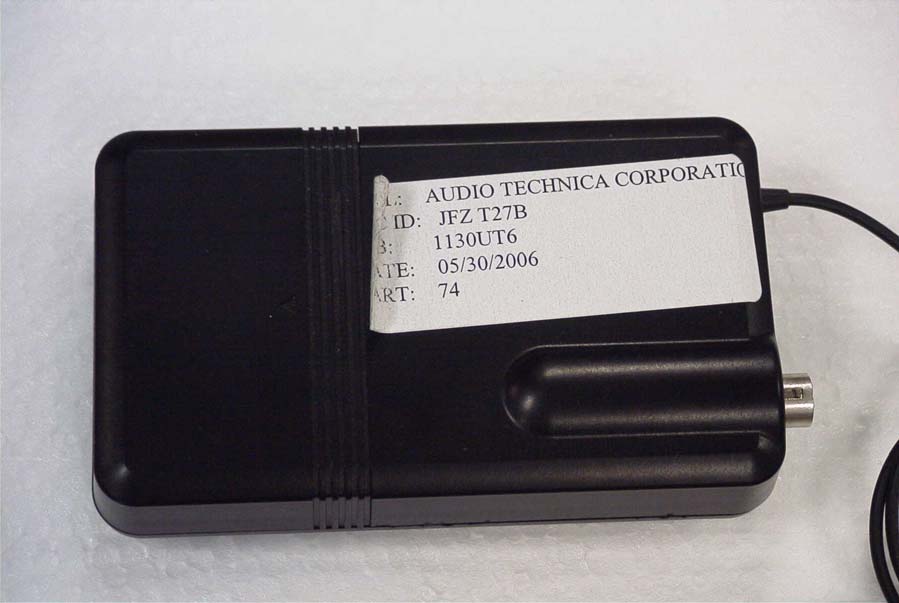 L.: AUDIO TECHNICA CORPORATIO
ID: JFZ T27B
B: 1130UT6
ATE: 05/30/2006
ART: 74